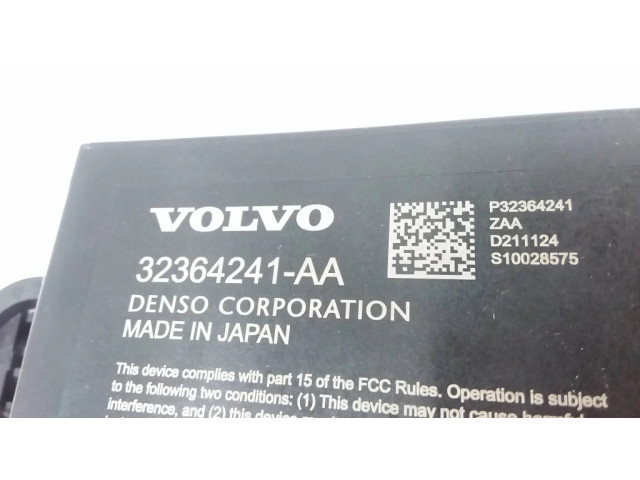 VOLVO
32364241-AA
DENSO CORPORATION
MADE IN JAPAN
P32364241
ZAA
D211124
S10028575
This device complies with part 15 of the FCC Rules. Operation is subject
to the following two conditions: (1) This device may not cause harmful
interference, and (2) this device